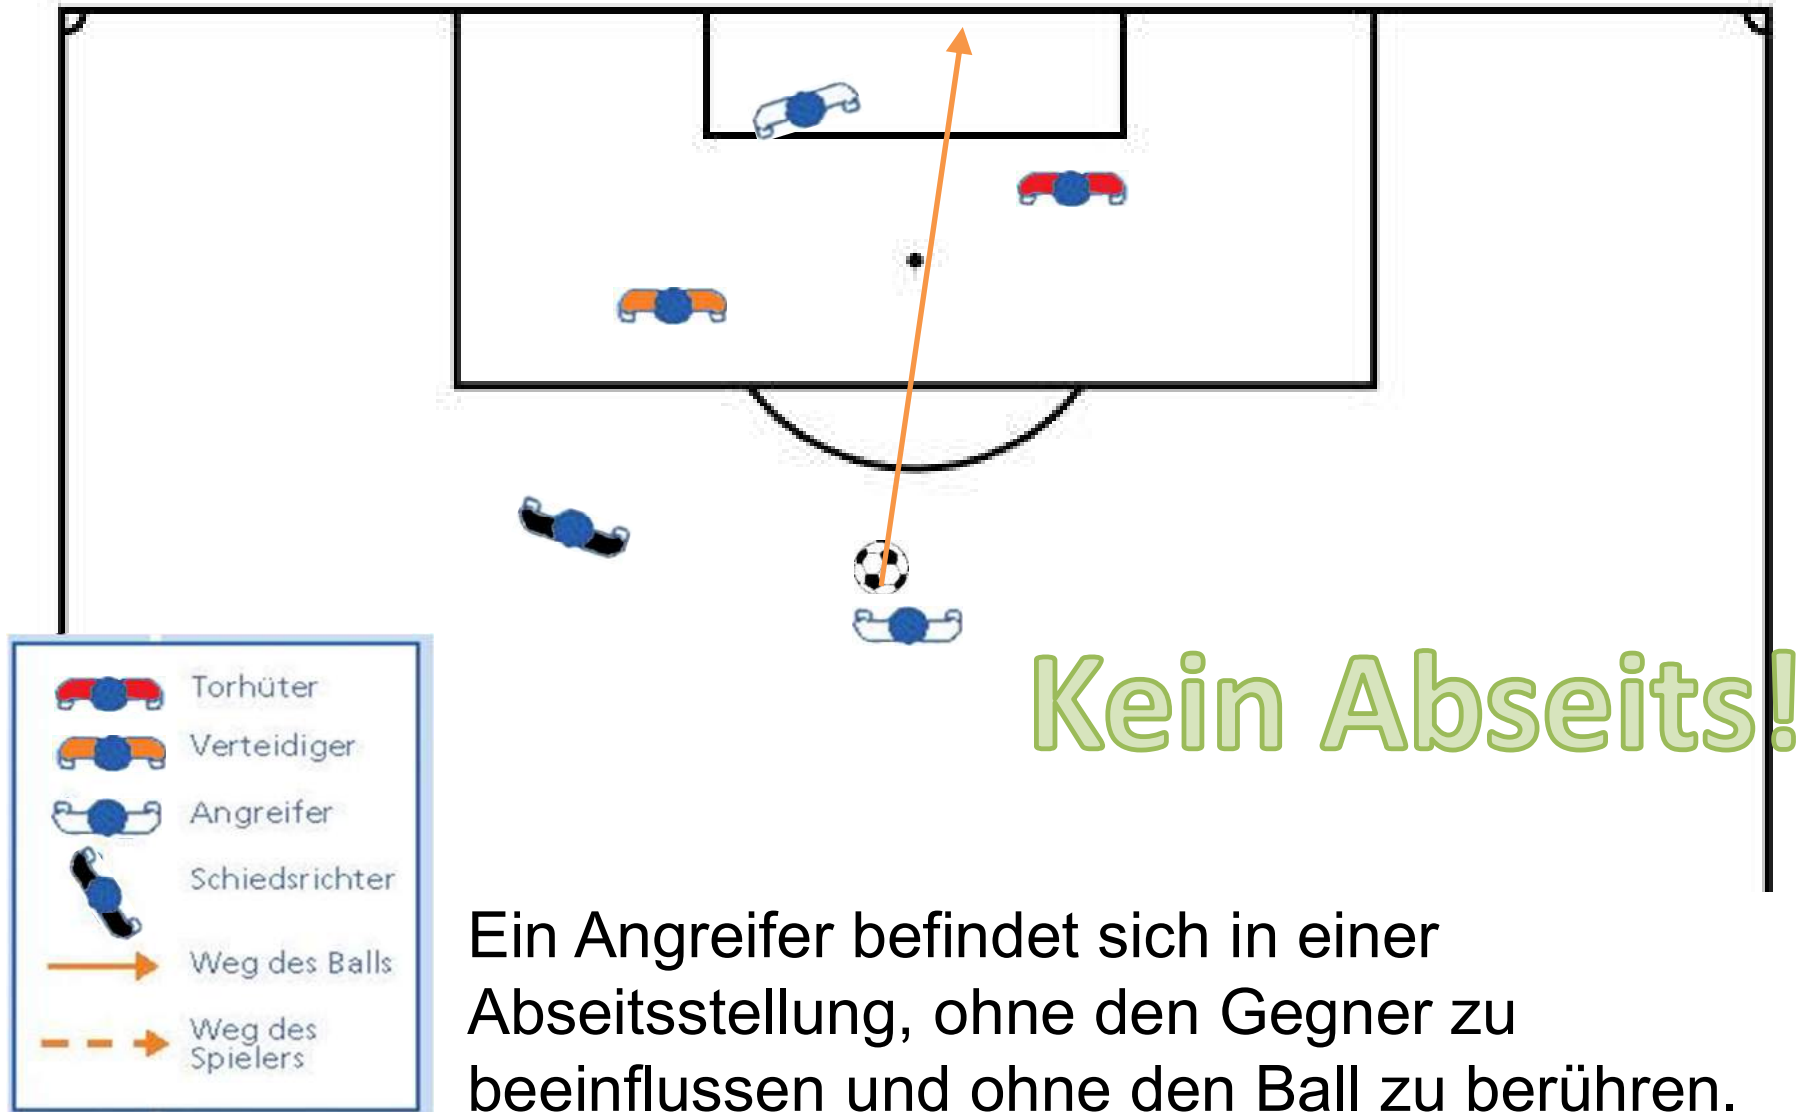 Kein Abseits!
Torhüter
Verteidiger
Angreifer
Schiedsrichter
Weg des Balls
Weg des
Spielers
Ein Angreifer befindet sich in einer
Abseitsstellung, ohne den Gegner zu
beeinflussen und ohne den Ball zu berühren.